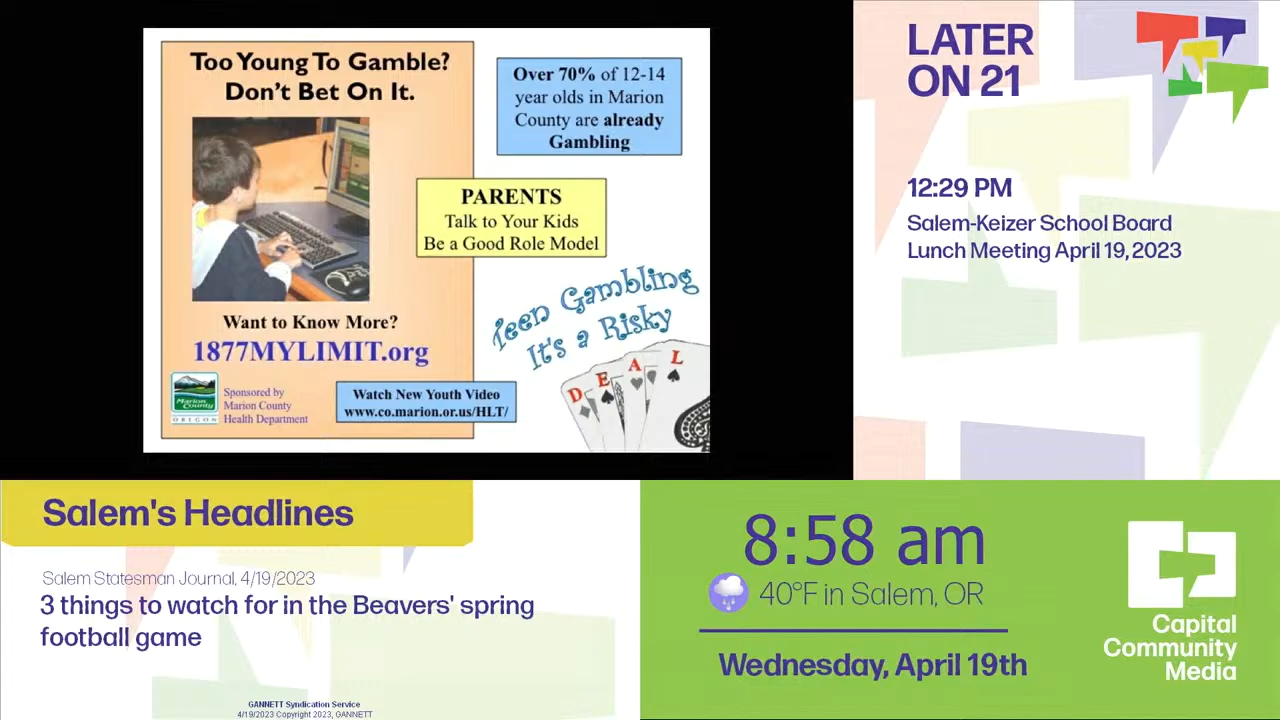 Too Young To Gamble?
Don't Bet On It.
Over 70% of 12-14
year olds in Marion
County are already
Gambling
PARENTS
Talk to Your Kids
Be a Good Role Model
Teen Gambling
It's a Risky
D E A L
Want to Know More?
1877MYLIMIT.org
Marion
County
OREGON
Sponsored by
Marion County
Health Department
Watch New Youth Video
www.co.marion.or.us/HLT/
LATER
ON 21
12:29 PM
Salem-Keizer School Board
Lunch Meeting April 19, 2023
Salem's Headlines
Salem Statesman Journal, 4/19/2023
3 things to watch for in the Beavers' spring
football game
GANNETT Syndication Service
4/19/2023 Copyright 2023, GANNETT
8:58 am
40°F in Salem, OR
Wednesday, April 19th
Capital
Community
Media